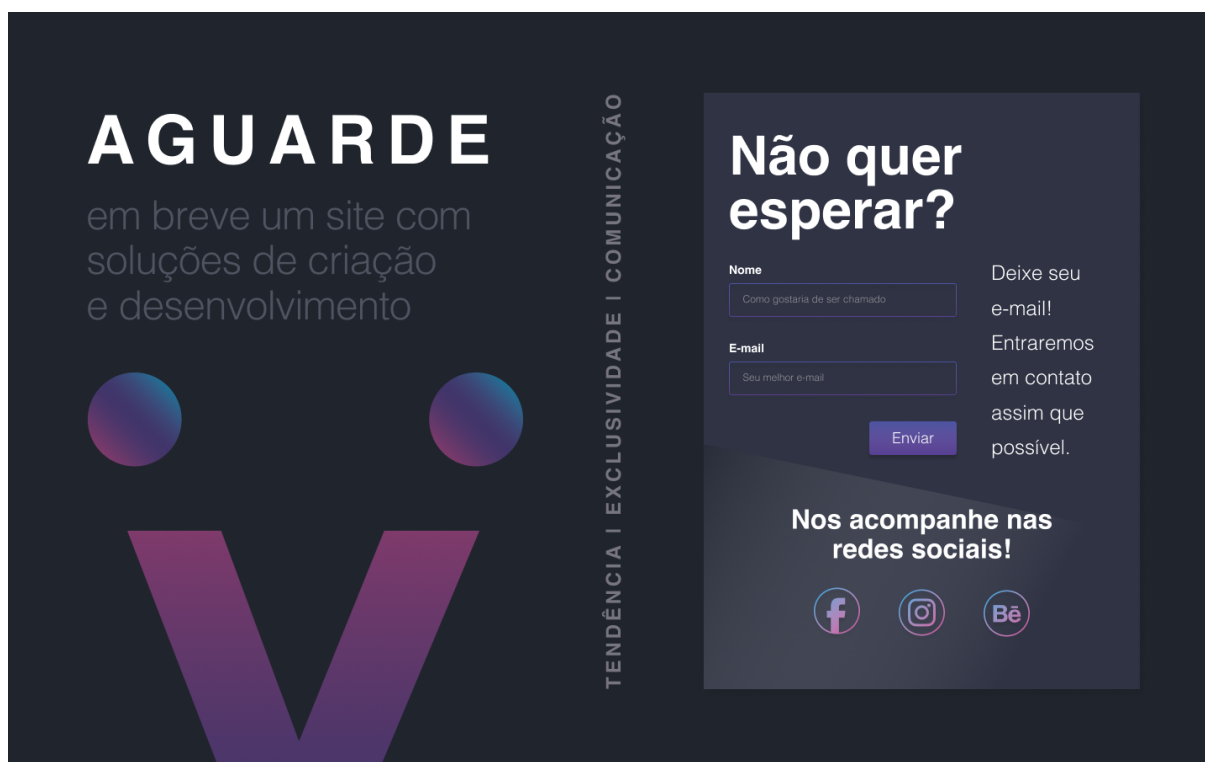 AGUARDE
em breve um site com
soluções de criação
e desenvolvimento
TENDÊNCIA I EXCLUSIVIDADE I COMUNICAÇÃO
Não quer
esperar?
Nome
Como gostaria de ser chamado
E-mail
Seu melhor e-mail
Enviar
Deixe seu
e-mail!
Entraremos
em contato
assim que
possível.
Nos acompanhe nas
redes sociais!
f
Bē